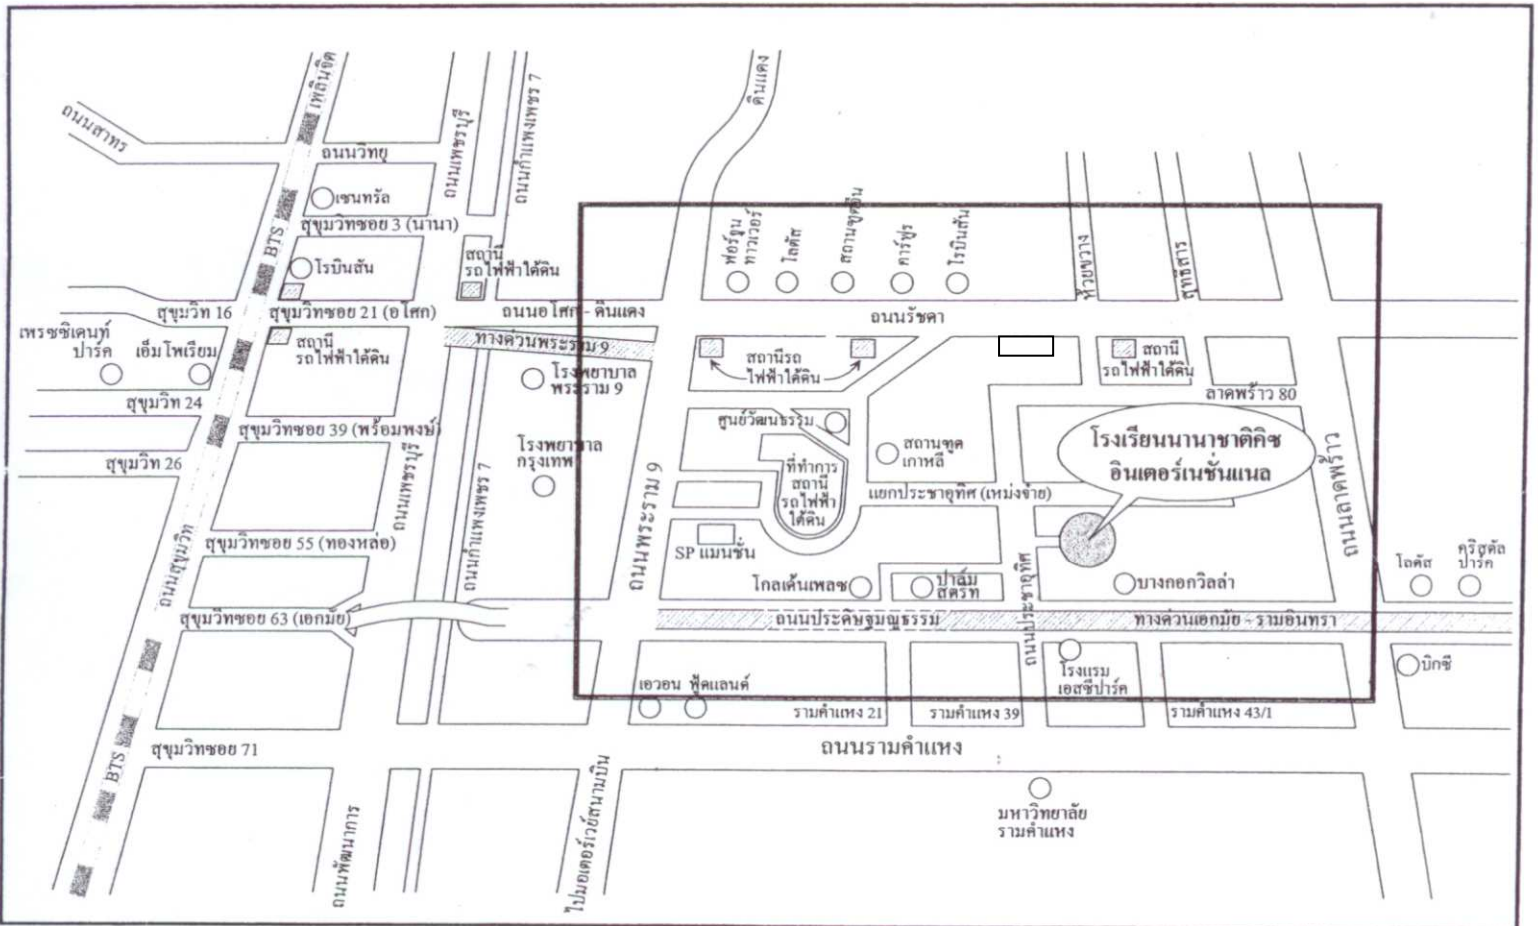 เพลินจิต
ถนนสาทร
ถนนวิทยุ
ถนนเพชรบุรี
ถนนกำแพงเพชร 7
ดินแดง
เซนทรัล
สุขุมวิทซอย 3 (นานา)
BTS
โรบินสัน
สถานี
รถไฟฟ้าใต้ดิน
ฟอร์จูน
ทาวเวอร์
โลตัส
สถานฑูตจีน
คาร์ฟูร
โรบินสัน
ห้วยขวาง
สุทธิสาร
สุขุมวิท 16
สุขุมวิทซอย 21 (อโศก)
ถนนอโศก - ดินแดง
ถนนรัชดา
เพรซซิเดนท์
ปาร์ค
เอ็มโพเรียม
สถานี
รถไฟฟ้าใต้ดิน
ทางด่วนพระราม 9
โรงพยาบาล
พระราม 9
สถานีรถ
ไฟฟ้าใต้ดิน
สถานี
รถไฟฟ้าใต้ดิน
ลาดพร้าว 80
สุขุมวิท 24
สุขุมวิทซอย 39 (พร้อมพงษ์)
สุขุมวิท 26
ถนนเพชรบุรี
ถนนกำแพงเพชร 7
โรงพยาบาล
กรุงเทพ
ถนนพระราม 9
ศูนย์วัฒนธรรม
ที่ทำการ
สถานี
รถไฟฟ้า
ใต้ดิน
สถานฑูต
เกาหลี
โรงเรียนนานาชาติคิซ
อินเตอร์เนชั่นแนล
แยกประชาอุทิศ (เหม่งจ๋าย)
ถนนลาดพร้าว
ถนนสุขุมวิท
สุขุมวิทซอย 55 (ทองหล่อ)
SP แมนชั่น
โกลเด้นเพลซ
ปาล์ม
สตรีท
ถนนประชาอุทิศ
บางกอกวิลล่า
โลตัส
คริสตัล
ปาร์ค
สุขุมวิทซอย 63 (เอกมัย)
ถนนประดิษฐมณูธรรม
ทางด่วนเอกมัย - รามอินทรา
เอวอน
ฟู้ดแลนด์
โรงแรม
เอสซีปาร์ค
บิกซี
รามคำแหง 21
รามคำแหง 39
รามคำแหง 43/1
BTS
สุขุมวิทซอย 71
ถนนรามคำแหง
ถนนพัฒนาการ
ไปมอเตอร์เวย์สนามบิน
มหาวิทยาลัย
รามคำแหง